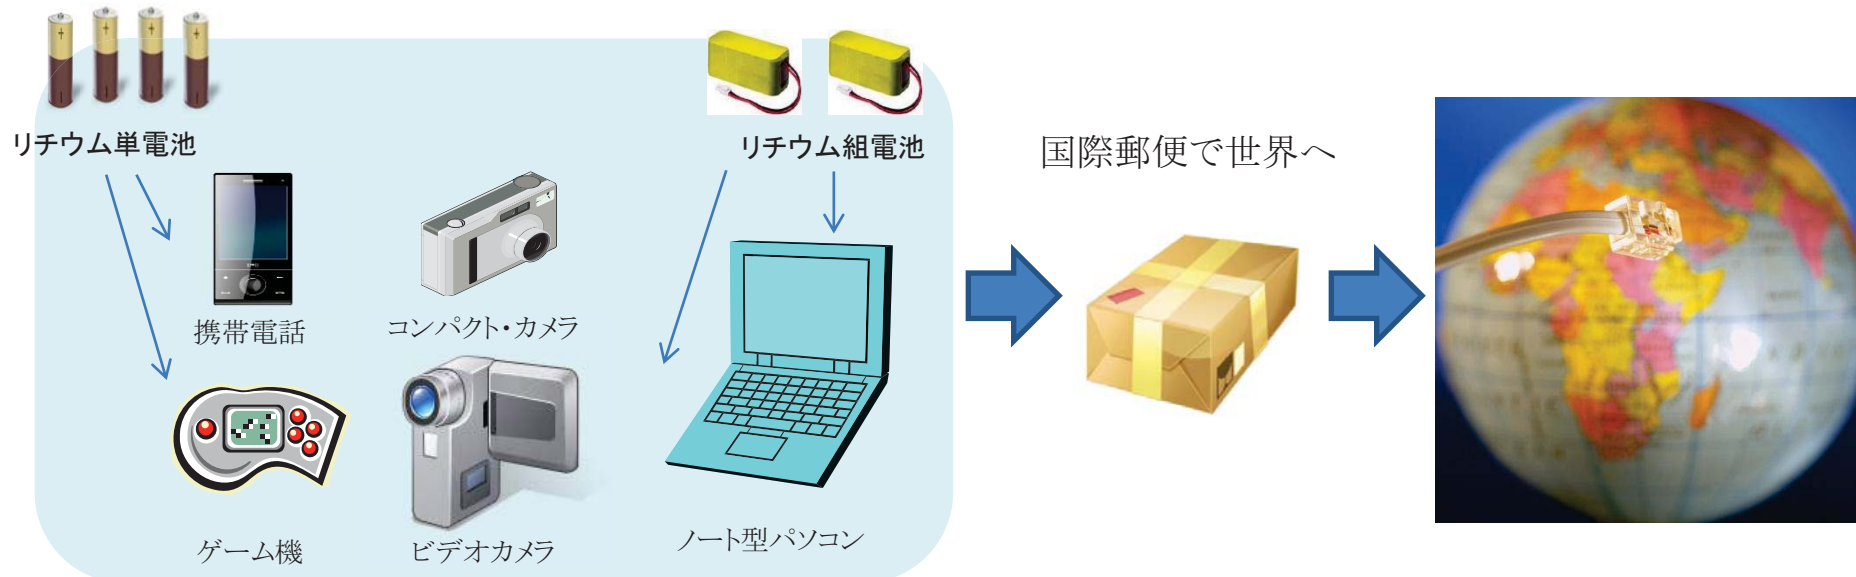 リチウム単電池
リチウム組電池
国際郵便で世界へ
携帯電話
コンパクト・カメラ
ゲーム機
ビデオカメラ
ノート型パソコン